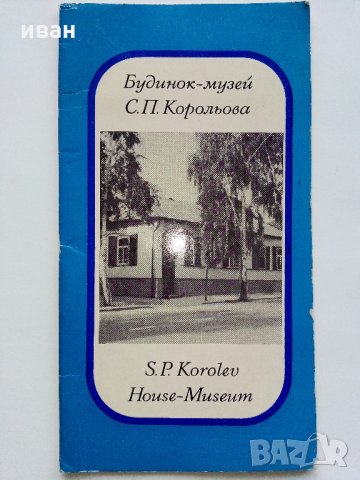 иван
Будинок-музей
С.П. Корольова
S.P. Korolev
House-Museum
BAZAR